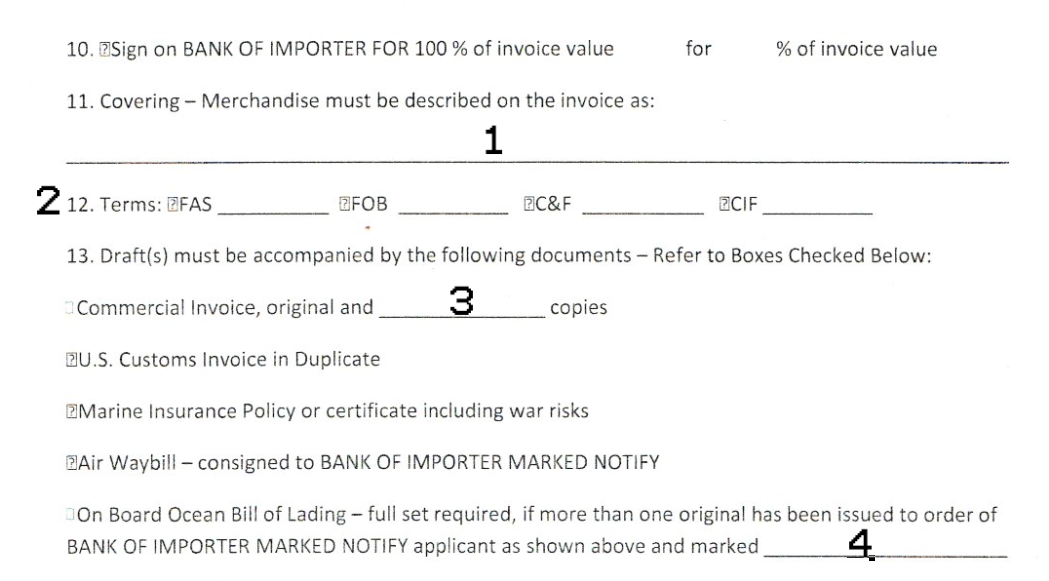 10. ⍰Sign on BANK OF IMPORTER FOR 100 % of invoice value for % of invoice value
11. Covering – Merchandise must be described on the invoice as:
1
2 12. Terms: ⍰FAS __________ ⍰FOB __________ ⍰C&F ___________ ⍰CIF __________
13. Draft(s) must be accompanied by the following documents – Refer to Boxes Checked Below:
□Commercial Invoice, original and ______3______ copies
⍰U.S. Customs Invoice in Duplicate
⍰Marine Insurance Policy or certificate including war risks
⍰Air Waybill – consigned to BANK OF IMPORTER MARKED NOTIFY
□On Board Ocean Bill of Lading – full set required, if more than one original has been issued to order of
BANK OF IMPORTER MARKED NOTIFY applicant as shown above and marked ________4________